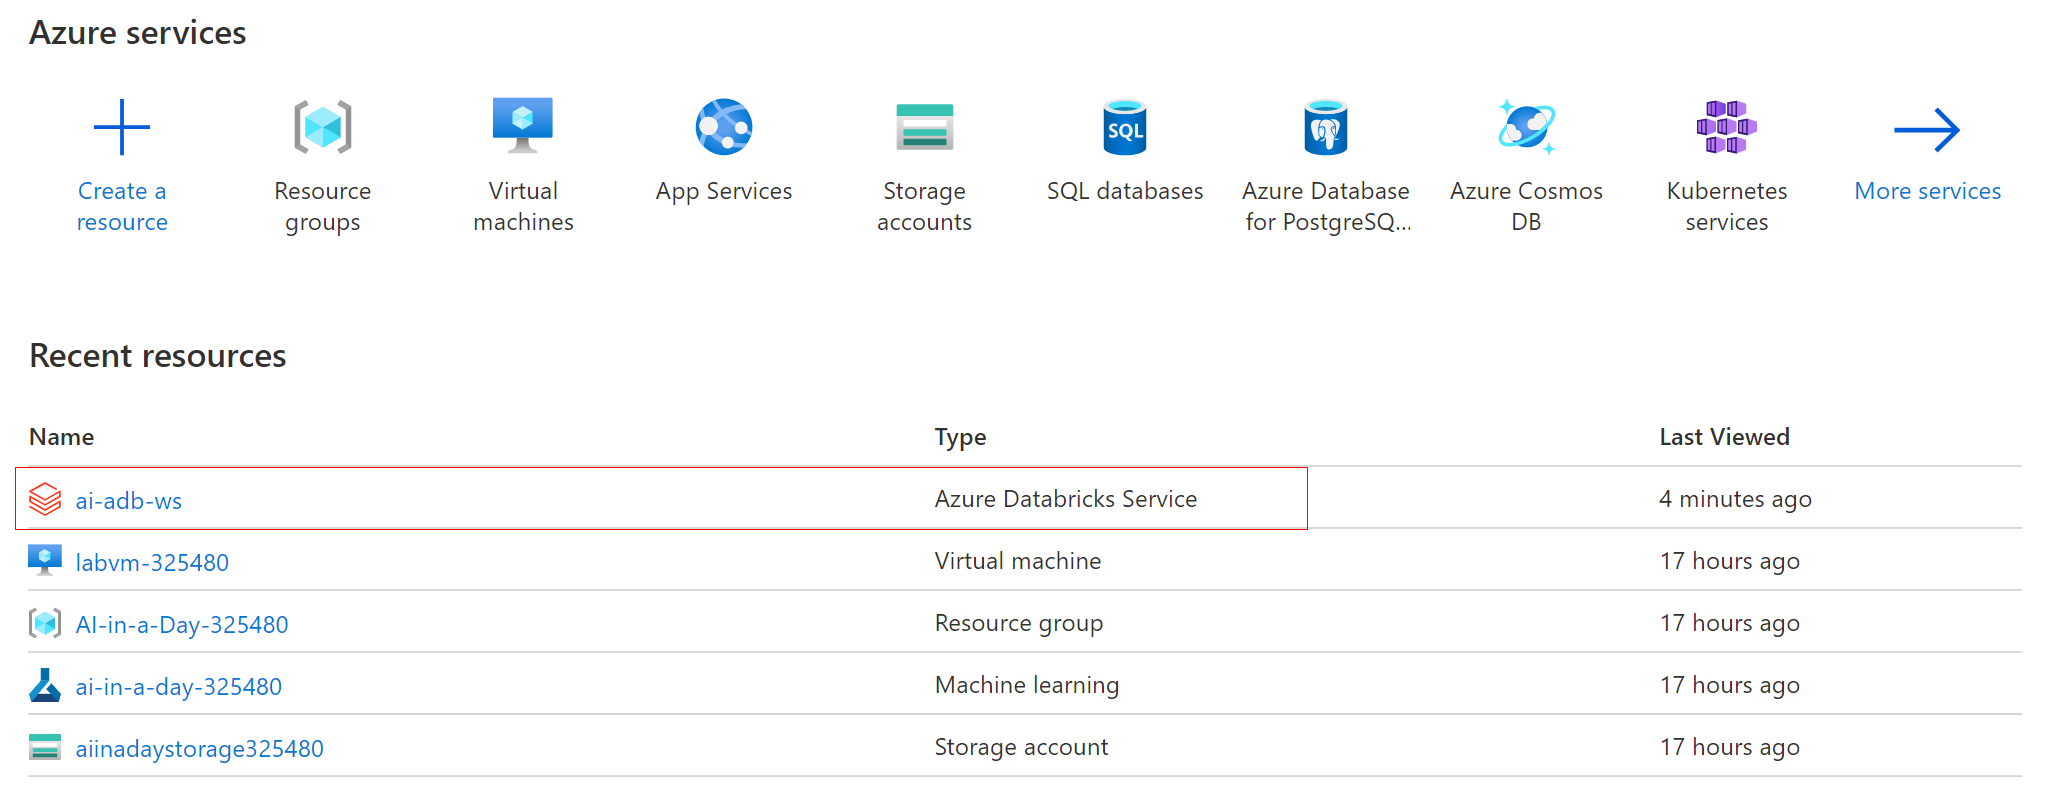 Azure services
Create a
resource
Resource
groups
Virtual
machines
App Services
Storage
accounts
SQL
SQL databases
Azure Database
for PostgreSQ...
Azure Cosmos
DB
Kubernetes
services
More services
Recent resources
Name Type Last Viewed
ai-adb-ws Azure Databricks Service 4 minutes ago
labvm-325480 Virtual machine 17 hours ago
AI-in-a-Day-325480 Resource group 17 hours ago
ai-in-a-day-325480 Machine learning 17 hours ago
aiinadaystorage325480 Storage account 17 hours ago